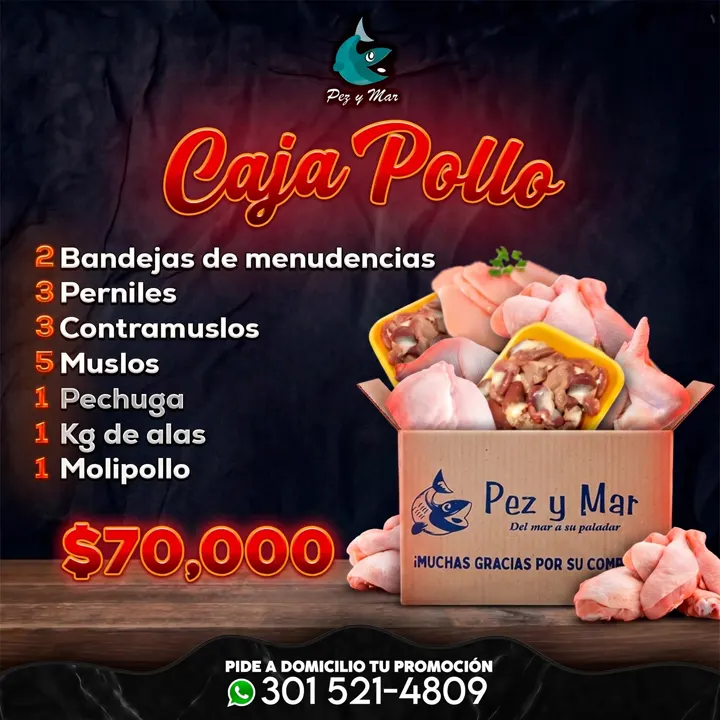 Pez y Mar
Caja Pollo
2 Bandejas de menudencias
3 Perniles
3 Contramuslos
5 Muslos
1 Pechuga
1 Kg de alas
1 Molipollo
$70,000
Pez y Mar
Del mar a su paladar
¡MUCHAS GRACIAS POR SU COMP
PIDE A DOMICILIO TU PROMOCIÓN
301 521-4809